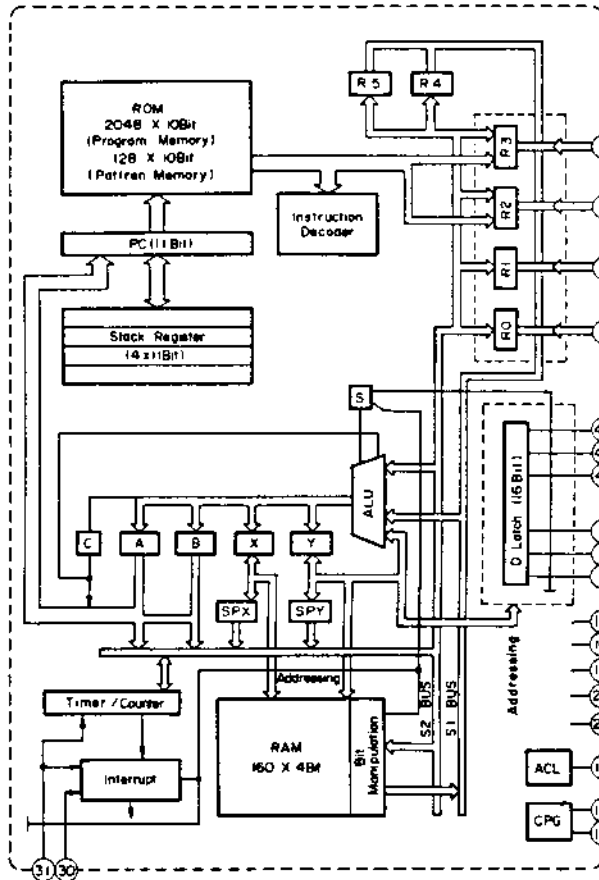 R5
R4
ROM
2048 X 10Bit
(Program Memory)
128 X 10Bit
(Pattren Memory)
R3
R2
Instruction
Decoder
PC(11Bit)
R1
R0
Stack Register
(4x11Bit)
S
ALU
D Latch (16Bit)
C
A
B
X
Y
SPX
SPY
Addressing
Addressing
Timer/Counter
S2 BUS
S1 BUS
RAM
160 X 4Bit
Bit
Manipulation
Interrupt
ACL
CPG
31
30